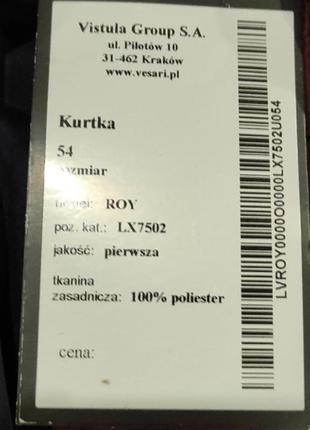 Vistula Group S.A.
ul. Pilotów 10
31-462 Kraków
www.vesari.pl
Kurtka
54
rozmiar
model: ROY
poz. kat.: LX7502
jakość: pierwsza
tkanina
zasadnicza: 100% poliester
cena:
LVROY0000O0000LX7502U054